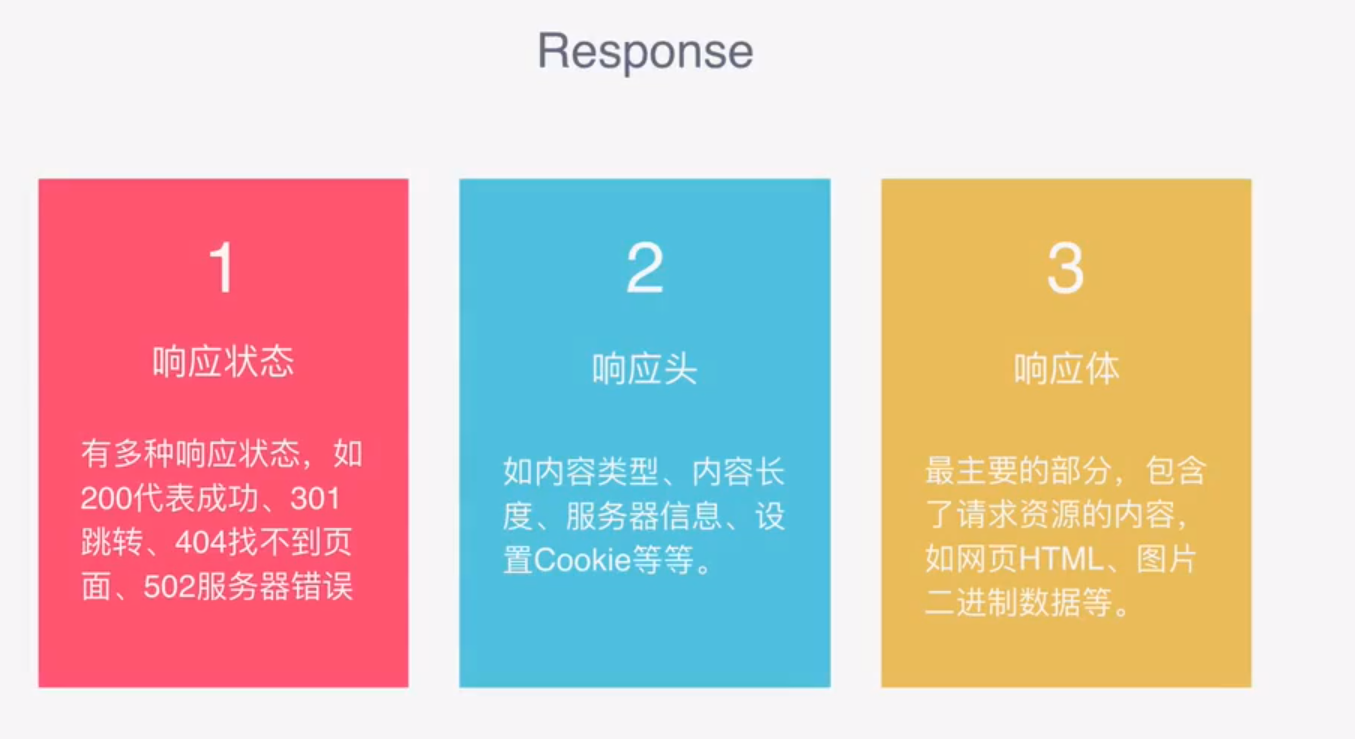 Response
1
响应状态
有多种响应状态，如
200代表成功、301
跳转、404找不到页
面、502服务器错误
2
响应头
如内容类型、内容长
度、服务器信息、设
置Cookie等等。
3
响应体
最主要的部分，包含
了请求资源的内容，
如网页HTML、图片
二进制数据等。